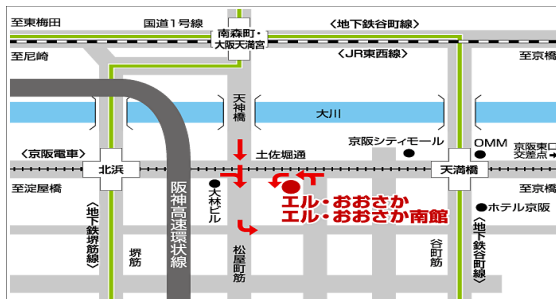 至東梅田
国道1号線
〈地下鉄谷町線〉
南森町・
大阪天満宮
至尼崎
〈JR東西線〉
至京橋
天神橋
大川
京阪シティモール
OMM
京阪東口
交差点→
〈京阪電車〉
土佐堀通
北浜
天満橋
至淀屋橋
大林ビル
至京橋
エル・おおさか
エル・おおさか南館
ホテル京阪
阪神高速環状線
〈地下鉄堺筋線〉
堺筋
松屋町筋
谷町筋
〈地下鉄谷町線〉